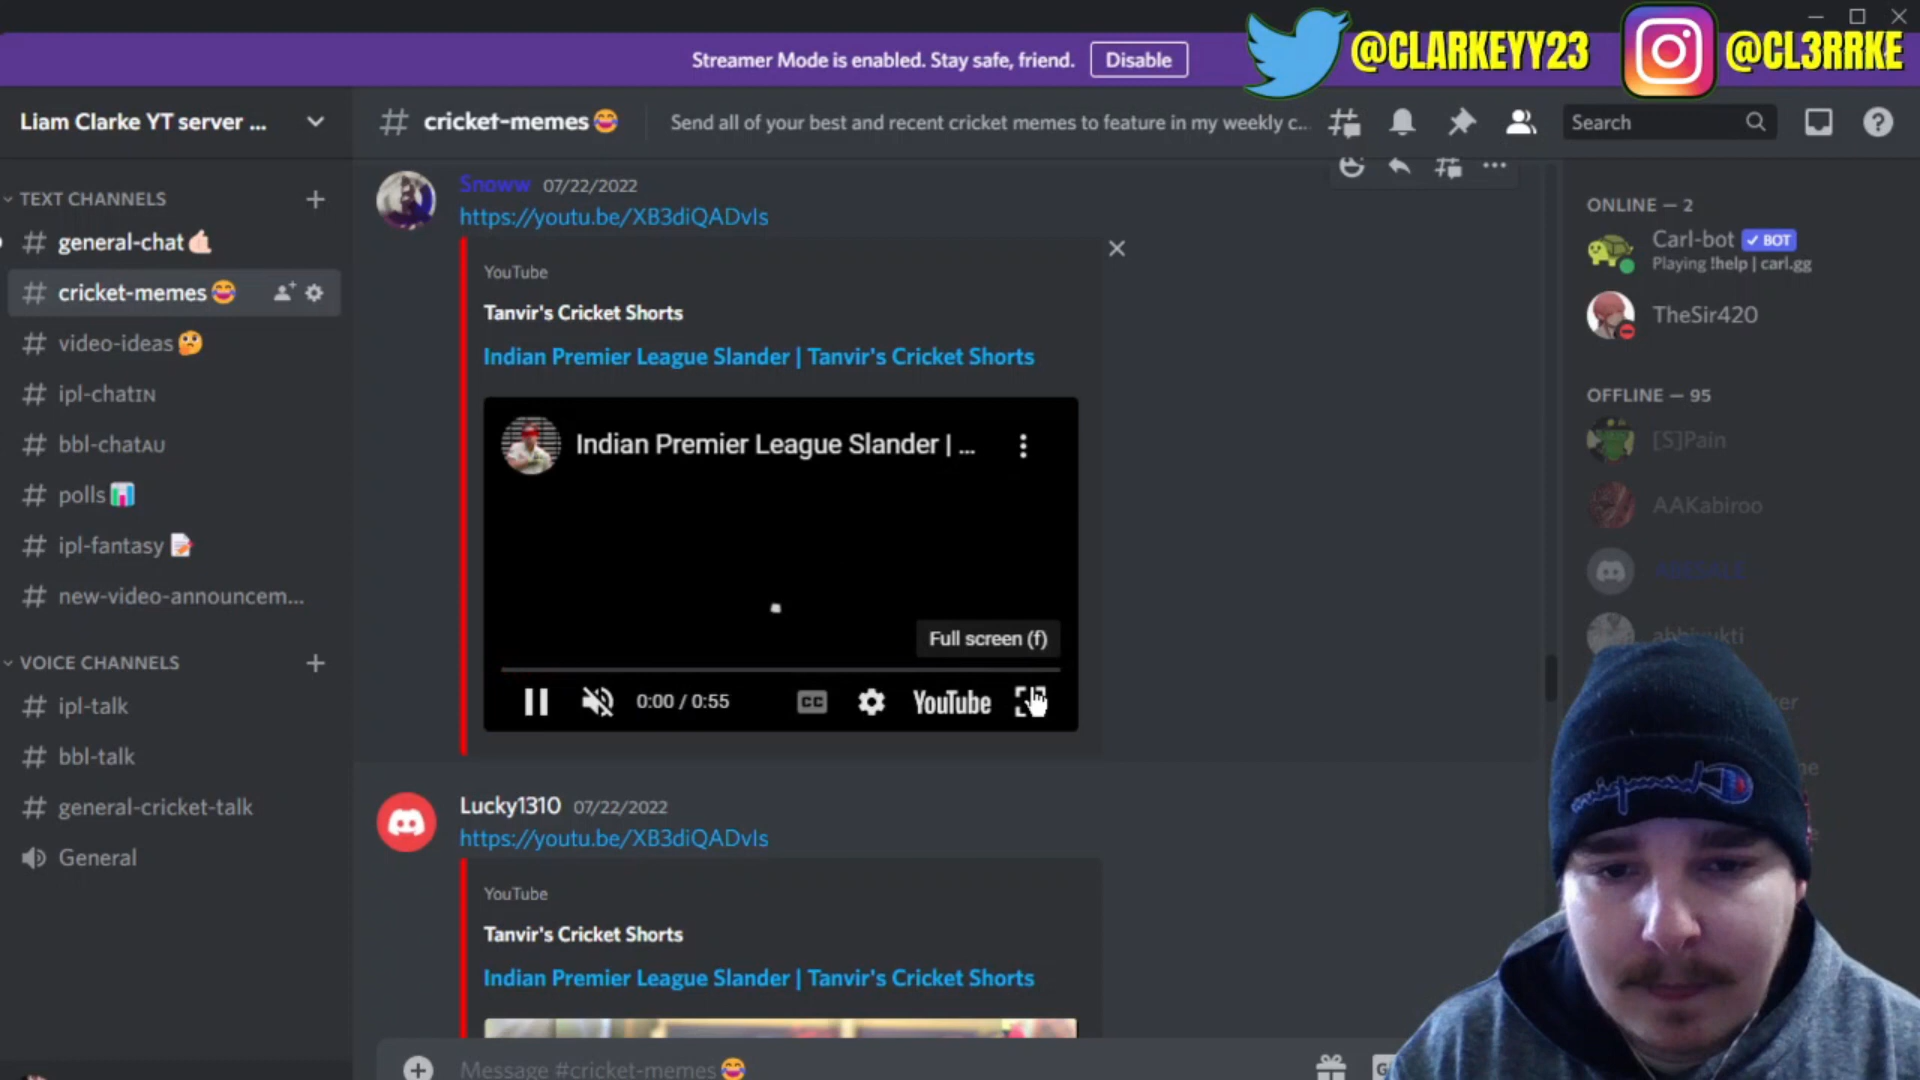 @CLARKEYY23
@CL3RRKE
Streamer Mode is enabled. Stay safe, friend.
Disable
Liam Clarke YT server ...
# cricket-memes😂
Send all of your best and recent cricket memes to feature in my weekly c...
Search
TEXT CHANNELS
# general-chat🤙🏻
# cricket-memes😂
# video-ideas🤔
# ipl-chatIN
# bbl-chatAU
# polls📊
# ipl-fantasy📝
# new-video-announcem...
VOICE CHANNELS
# ipl-talk
# bbl-talk
# general-cricket-talk
General
Snoww 07/22/2022
https://youtu.be/XB3diQADvIs
YouTube
Tanvir's Cricket Shorts
Indian Premier League Slander | Tanvir's Cricket Shorts
Indian Premier League Slander | ...
Full screen (f)
0:00 / 0:55
CC
YouTube
Lucky1310 07/22/2022
https://youtu.be/XB3diQADvIs
YouTube
Tanvir's Cricket Shorts
Indian Premier League Slander | Tanvir's Cricket Shorts
Message #cricket-memes😂
ONLINE — 2
Carl-bot ✓ BOT
Playing !help | carl.gg
TheSir420
OFFLINE — 95
[S]Pain
AAKabiroo
Champion